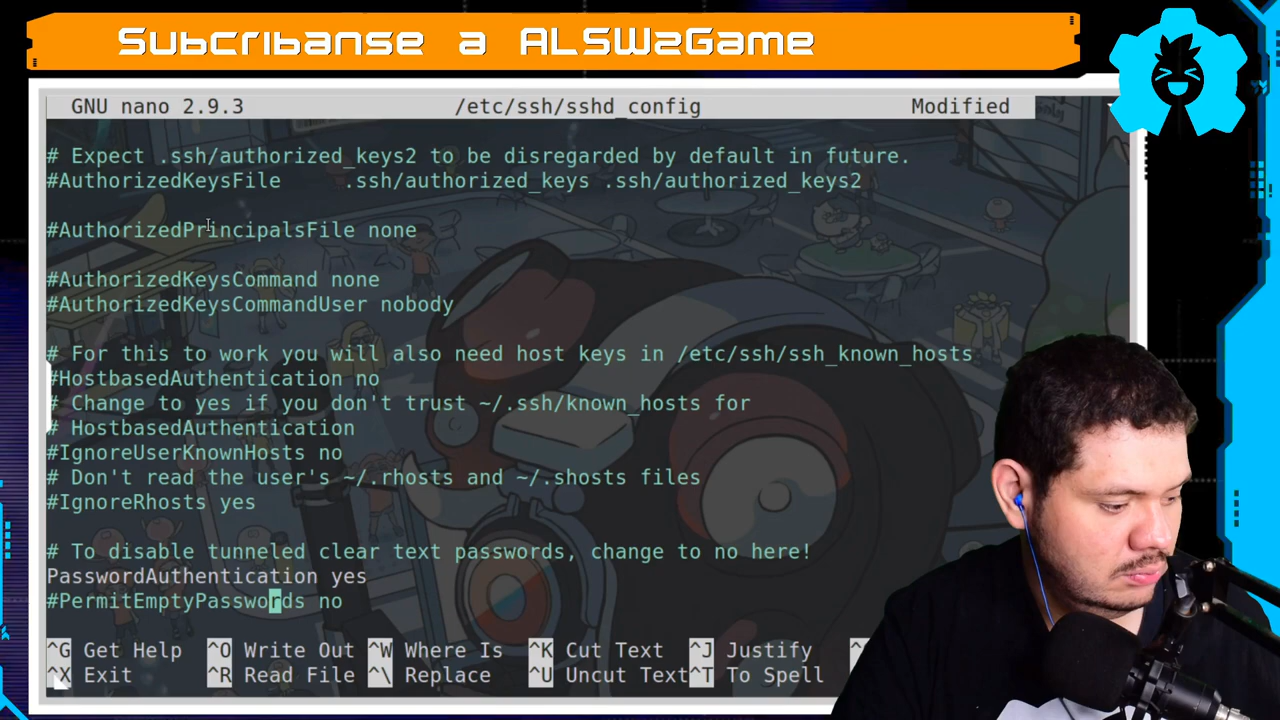 Subcribanse a ALSW2Game
GNU nano 2.9.3 /etc/ssh/sshd_config Modified
# Expect .ssh/authorized_keys2 to be disregarded by default in future.
#AuthorizedKeysFile .ssh/authorized_keys .ssh/authorized_keys2
#AuthorizedPrincipalsFile none
#AuthorizedKeysCommand none
#AuthorizedKeysCommandUser nobody
# For this to work you will also need host keys in /etc/ssh/ssh_known_hosts
#HostbasedAuthentication no
# Change to yes if you don't trust ~/.ssh/known_hosts for
# HostbasedAuthentication
#IgnoreUserKnownHosts no
# Don't read the user's ~/.rhosts and ~/.shosts files
#IgnoreRhosts yes
# To disable tunneled clear text passwords, change to no here!
PasswordAuthentication yes
#PermitEmptyPasswords no
^G Get Help ^O Write Out ^W Where Is ^K Cut Text ^J Justify
^X Exit ^R Read File ^\ Replace ^U Uncut Text ^T To Spell